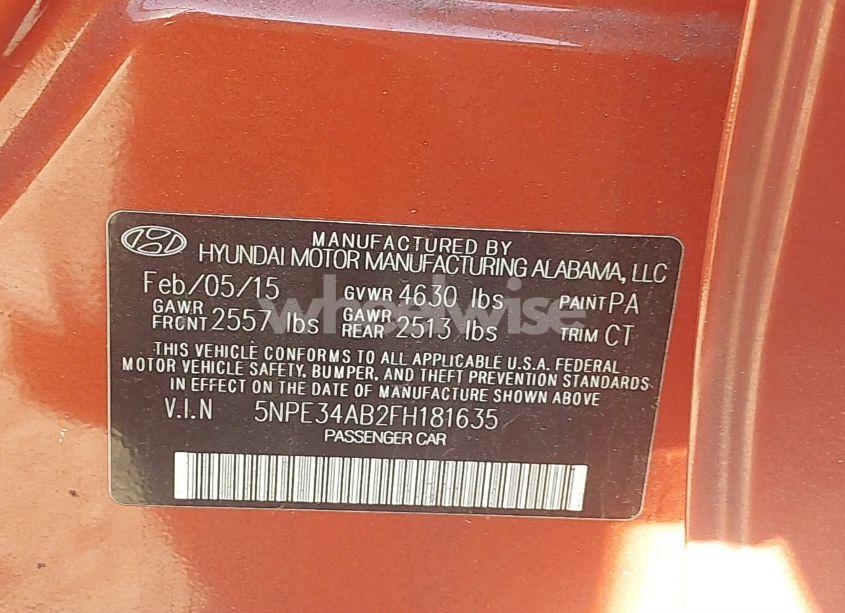 MANUFACTURED BY
HYUNDAI MOTOR MANUFACTURING ALABAMA, LLC
Feb/05/15 GVWR 4630 lbs PAINT PA
GAWR FRONT 2557 lbs GAWR REAR 2513 lbs TRIM CT
THIS VEHICLE CONFORMS TO ALL APPLICABLE U.S.A. FEDERAL
MOTOR VEHICLE SAFETY, BUMPER, AND THEFT PREVENTION STANDARDS
IN EFFECT ON THE DATE OF MANUFACTURE SHOWN ABOVE
V.I.N 5NPE34AB2FH181635
PASSENGER CAR
wheelwise